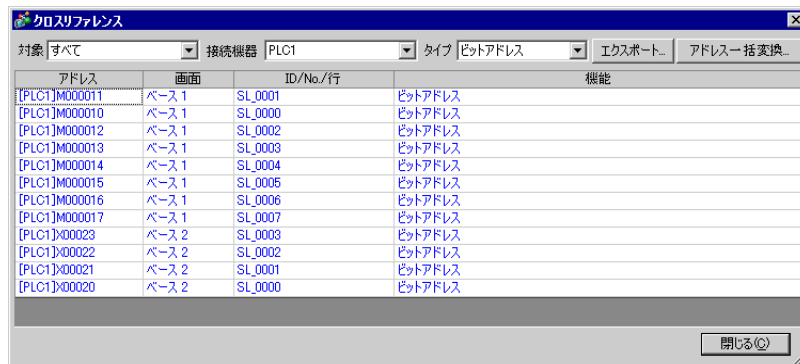 クロスリファレンス
対象 すべて 接続機器 PLC1 タイプ ビットアドレス エクスポート... アドレス一括変換...
アドレス 画面 ID/No./行 機能
[PLC1]M000011 ベース 1 SL_0001 ビットアドレス
[PLC1]M000010 ベース 1 SL_0000 ビットアドレス
[PLC1]M000012 ベース 1 SL_0002 ビットアドレス
[PLC1]M000013 ベース 1 SL_0003 ビットアドレス
[PLC1]M000014 ベース 1 SL_0004 ビットアドレス
[PLC1]M000015 ベース 1 SL_0005 ビットアドレス
[PLC1]M000016 ベース 1 SL_0006 ビットアドレス
[PLC1]M000017 ベース 1 SL_0007 ビットアドレス
[PLC1]X00023 ベース 2 SL_0003 ビットアドレス
[PLC1]X00022 ベース 2 SL_0002 ビットアドレス
[PLC1]X00021 ベース 2 SL_0001 ビットアドレス
[PLC1]X00020 ベース 2 SL_0000 ビットアドレス
閉じる(C)